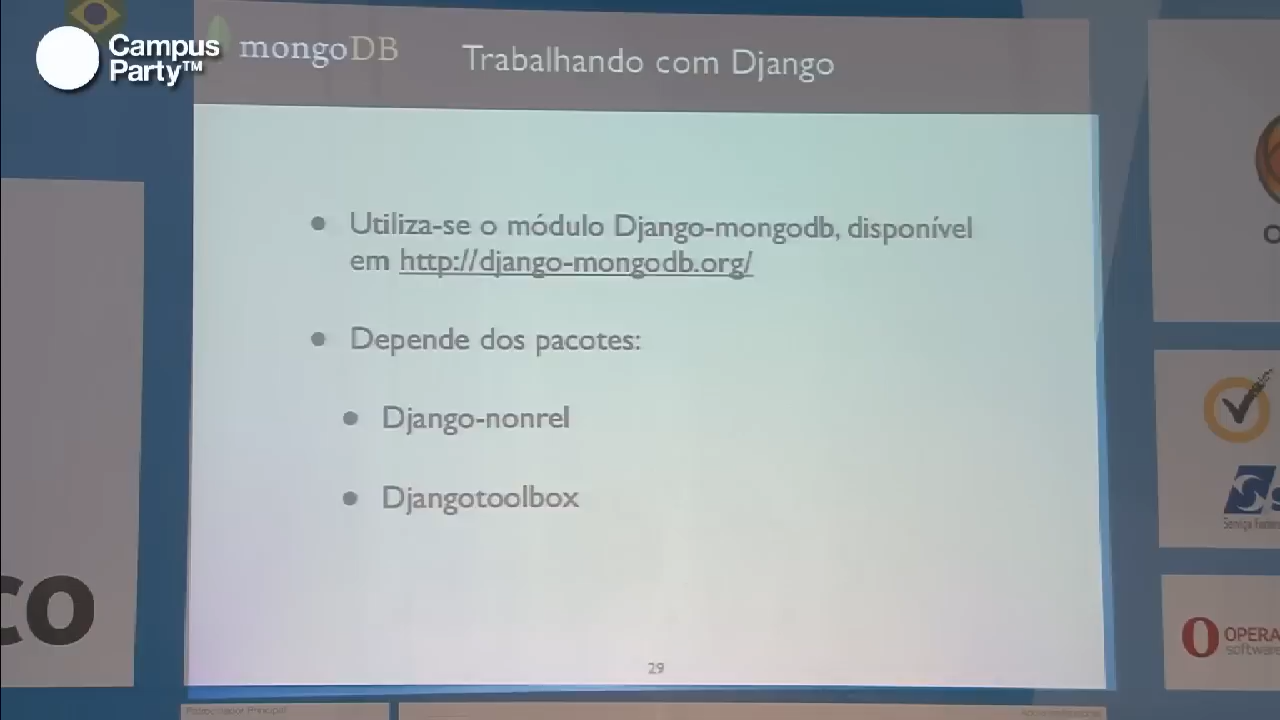 Campus
Party™
mongoDB
Trabalhando com Django
Utiliza-se o módulo Django-mongodb, disponível
em http://django-mongodb.org/
Depende dos pacotes:
Django-nonrel
Djangotoolbox
29
co
OPERA
software